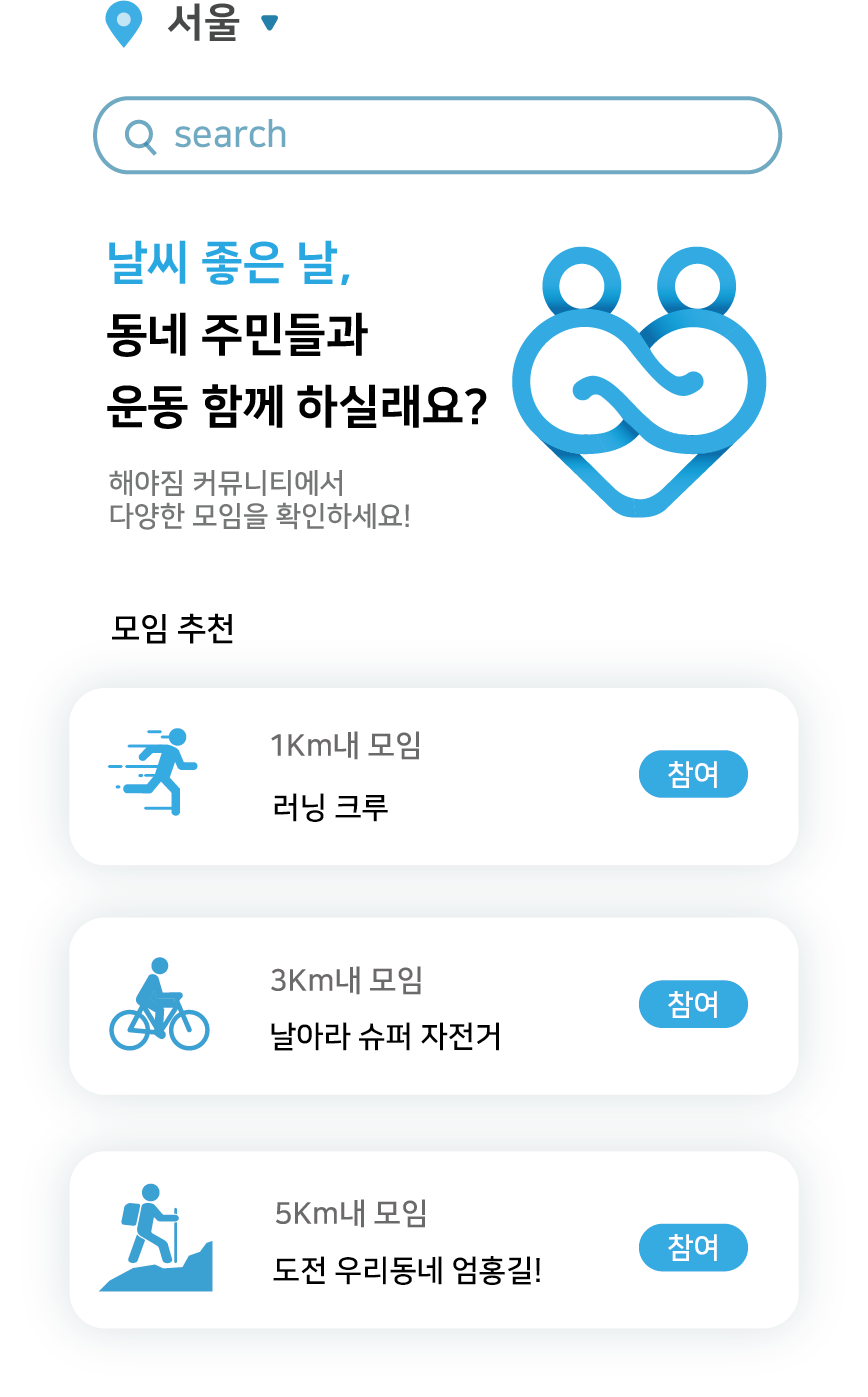 서울
search
날씨 좋은 날,
동네 주민들과
운동 함께 하실래요?
해야짐 커뮤니티에서
다양한 모임을 확인하세요!
모임 추천
1Km내 모임
참여
러닝 크루
3Km내 모임
참여
날아라 슈퍼 자전거
5Km내 모임
참여
도전 우리동네 엄홍길!